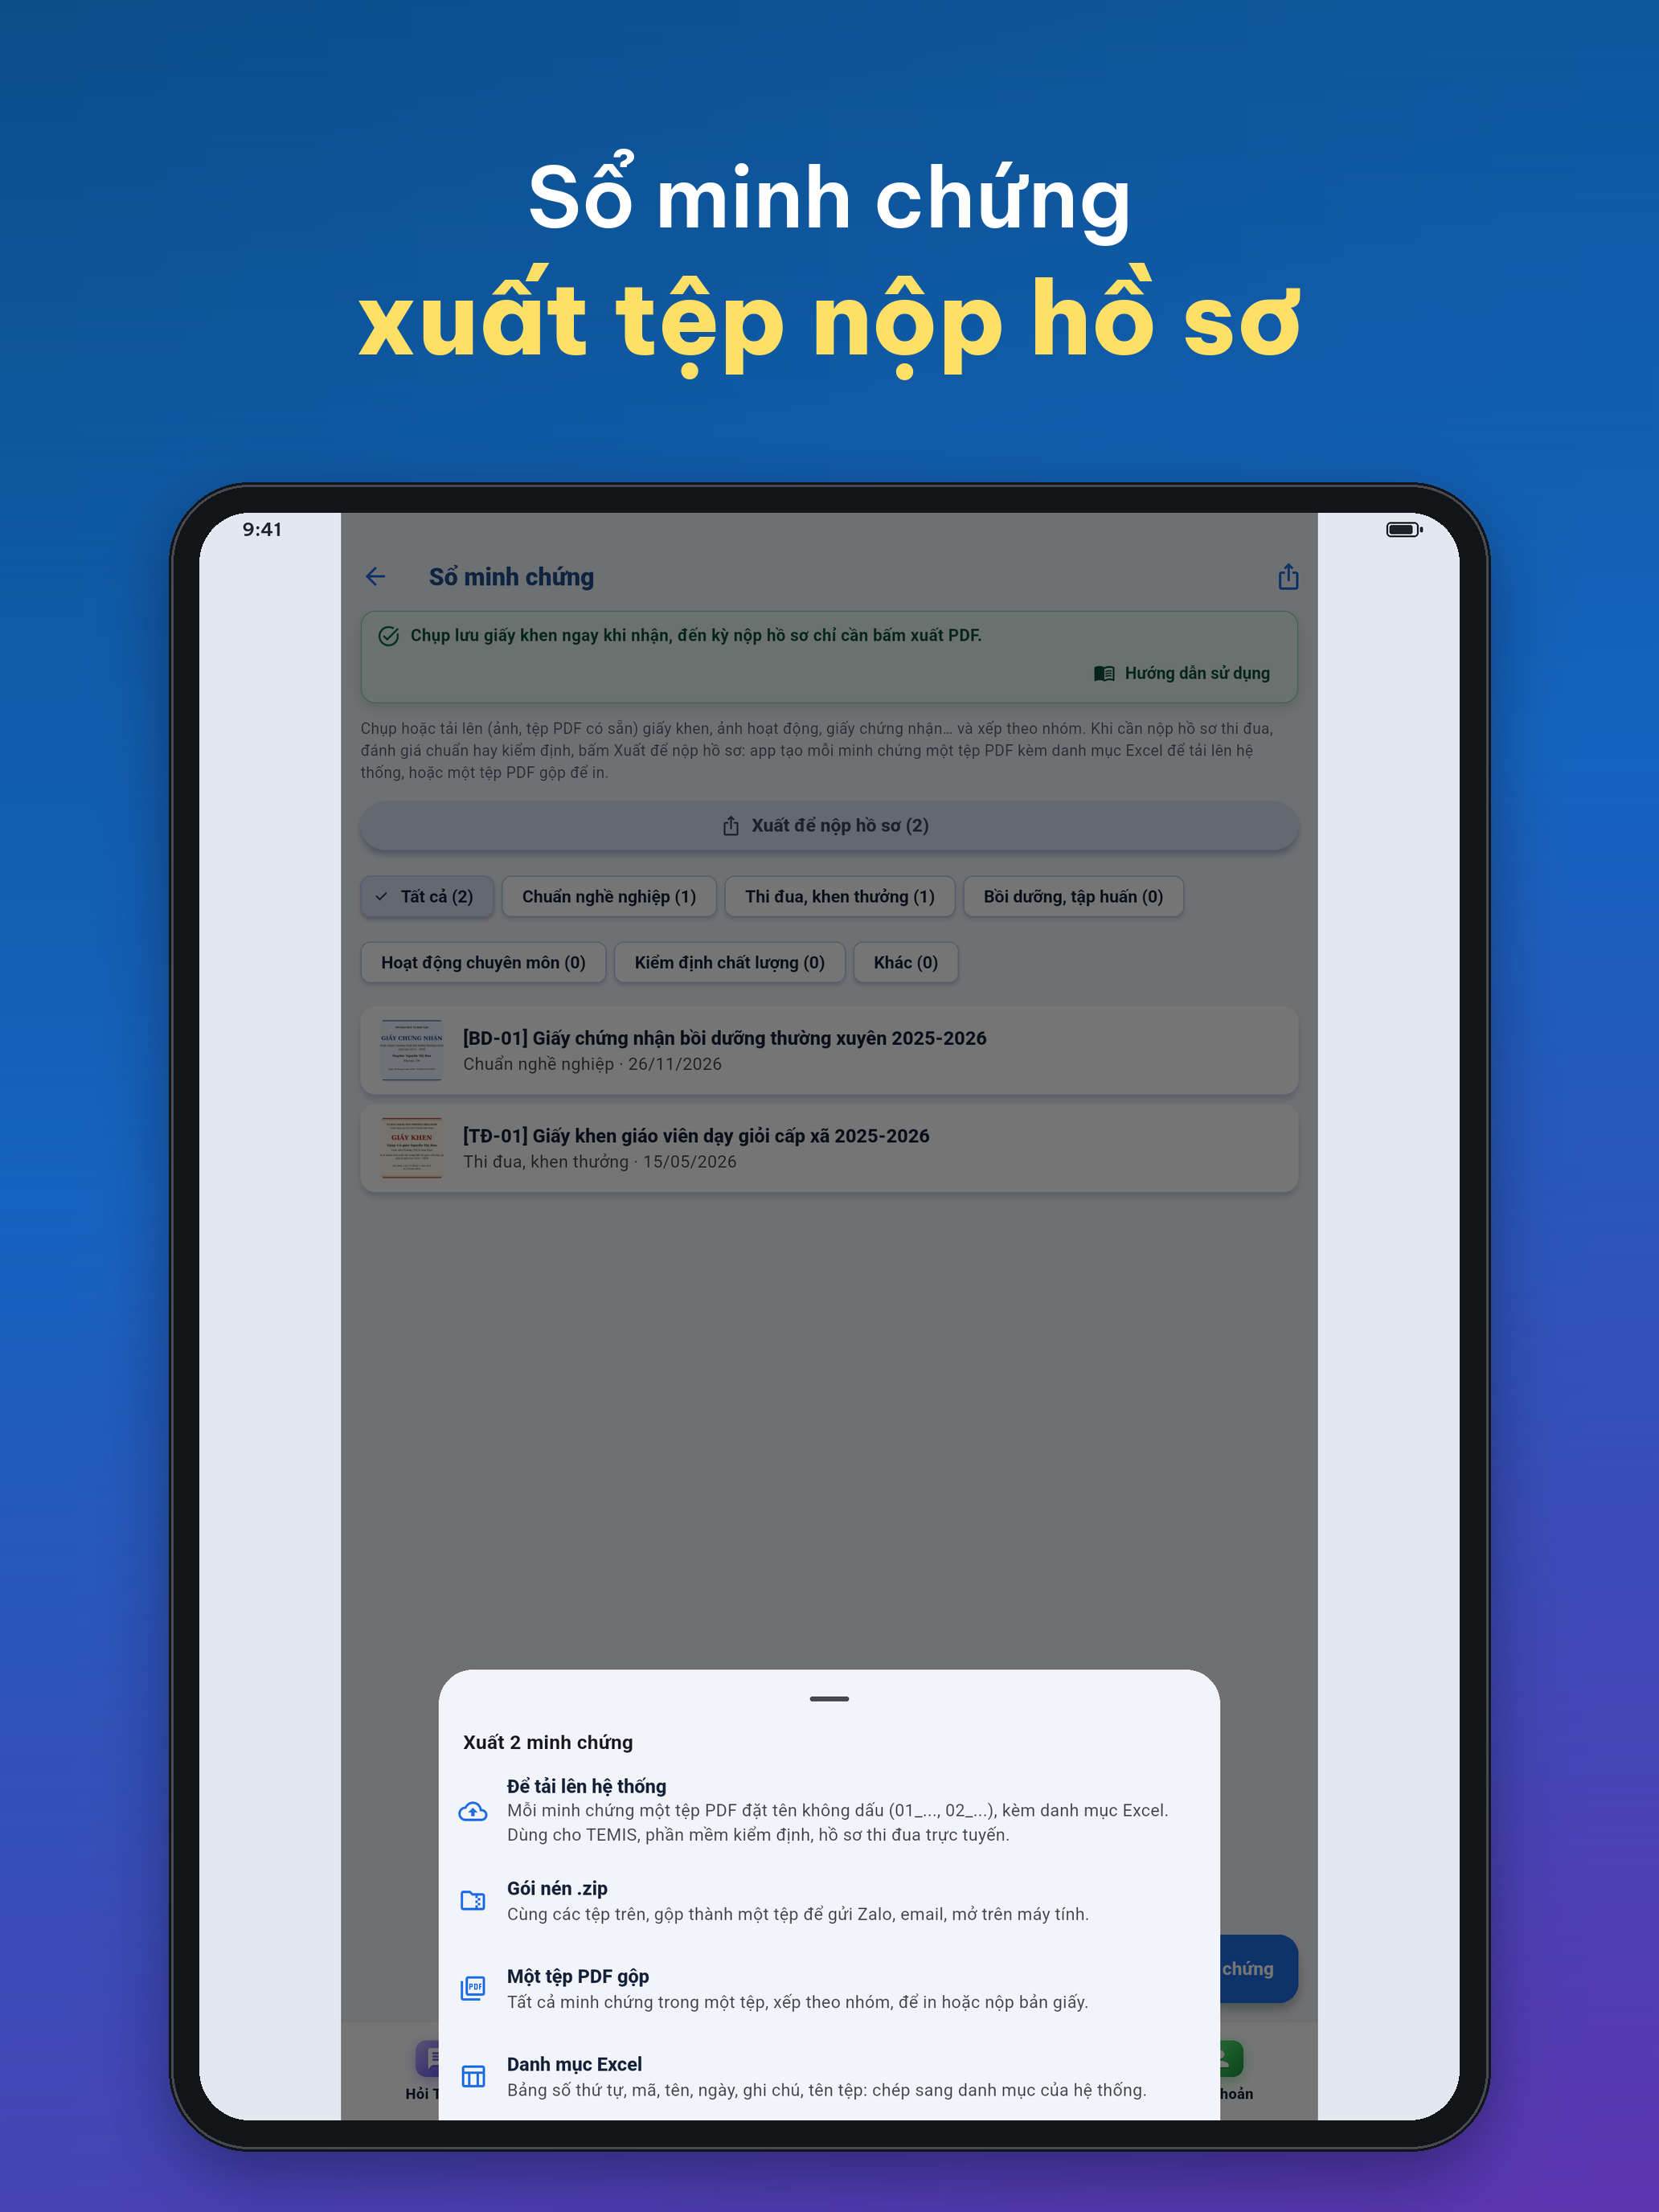 Sổ minh chứng
xuất tệp nộp hồ sơ
9:41
Sổ minh chứng
Chụp lưu giấy khen ngay khi nhận, đến kỳ nộp hồ sơ chỉ cần bấm xuất PDF.
Hướng dẫn sử dụng
Chụp hoặc tải lên (ảnh, tệp PDF có sẵn) giấy khen, ảnh hoạt động, giấy chứng nhận... và xếp theo nhóm. Khi cần nộp hồ sơ thi đua,
đánh giá chuẩn hay kiểm định, bấm Xuất để nộp hồ sơ: app tạo mỗi minh chứng một tệp PDF kèm danh mục Excel để tải lên hệ
thống, hoặc một tệp PDF gộp để in.
Xuất để nộp hồ sơ (2)
Tất cả (2) Chuẩn nghề nghiệp (1) Thi đua, khen thưởng (1) Bồi dưỡng, tập huấn (0)
Hoạt động chuyên môn (0) Kiểm định chất lượng (0) Khác (0)
GIẤY CHỨNG NHẬN
[BD-01] Giấy chứng nhận bồi dưỡng thường xuyên 2025-2026
Chuẩn nghề nghiệp · 26/11/2026
GIẤY KHEN
[TĐ-01] Giấy khen giáo viên dạy giỏi cấp xã 2025-2026
Thi đua, khen thưởng · 15/05/2026
Xuất 2 minh chứng
Để tải lên hệ thống
Mỗi minh chứng một tệp PDF đặt tên không dấu (01_..., 02_...), kèm danh mục Excel.
Dùng cho TEMIS, phần mềm kiểm định, hồ sơ thi đua trực tuyến.
Gói nén .zip
Cùng các tệp trên, gộp thành một tệp để gửi Zalo, email, mở trên máy tính.
chứng
Một tệp PDF gộp
Tất cả minh chứng trong một tệp, xếp theo nhóm, để in hoặc nộp bản giấy.
Danh mục Excel
Bảng số thứ tự, mã, tên, ngày, ghi chú, tên tệp: chép sang danh mục của hệ thống.
Hỏi